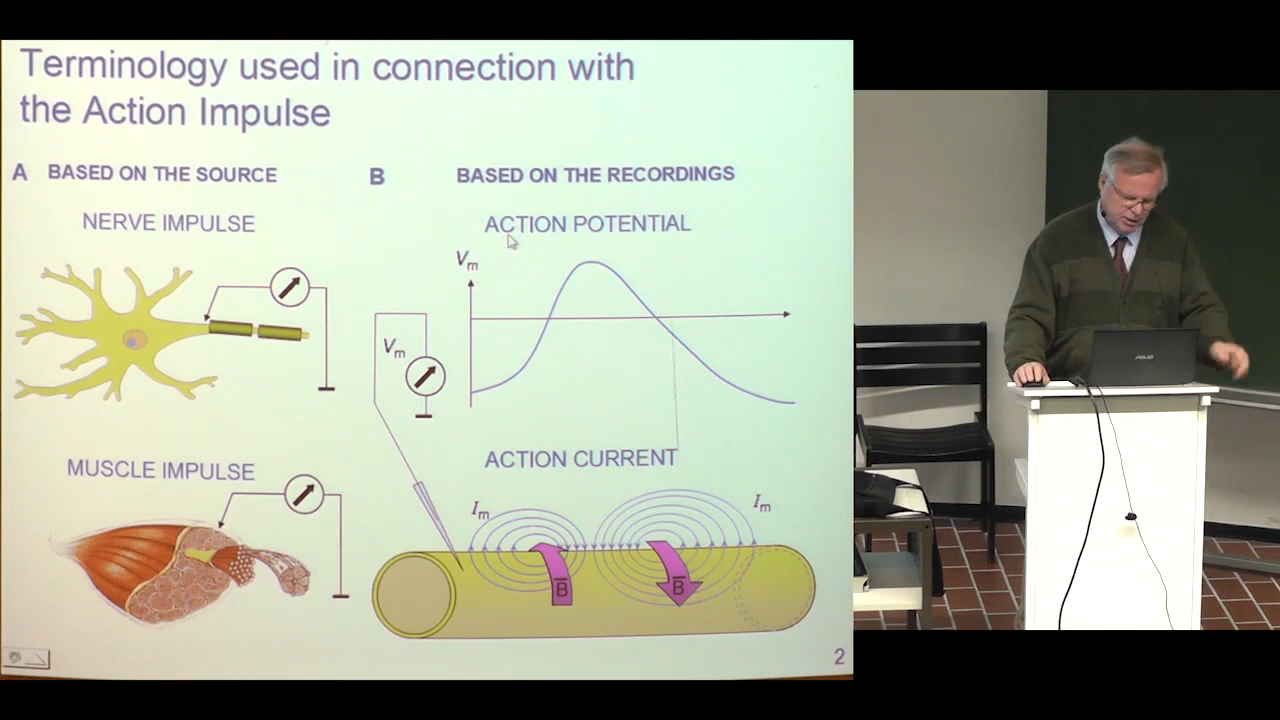 Terminology used in connection with
the Action Impulse
A BASED ON THE SOURCE
B BASED ON THE RECORDINGS
NERVE IMPULSE
ACTION POTENTIAL
Vm
Vm
MUSCLE IMPULSE
ACTION CURRENT
Im
Im
B
B
2
ASUS